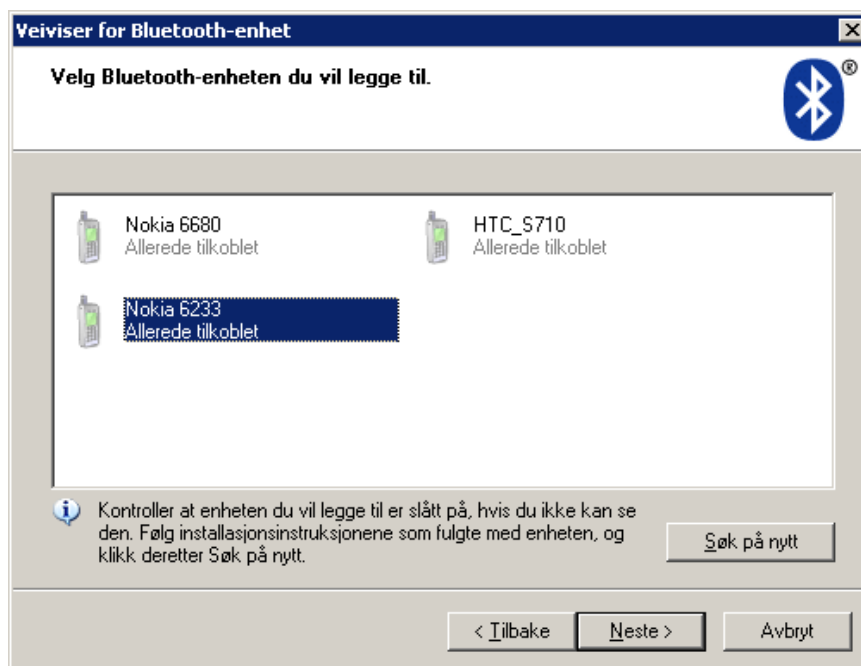 Veiviser for Bluetooth-enhet
Velg Bluetooth-enheten du vil legge til.
®
Nokia 6680
Allerede tilkoblet
HTC_S710
Allerede tilkoblet
Nokia 6233
Allerede tilkoblet
Kontroller at enheten du vil legge til er slått på, hvis du ikke kan se
den. Følg installasjonsinstruksjonene som fulgte med enheten, og
klikk deretter Søk på nytt.
Søk på nytt
< Tilbake
Neste >
Avbryt